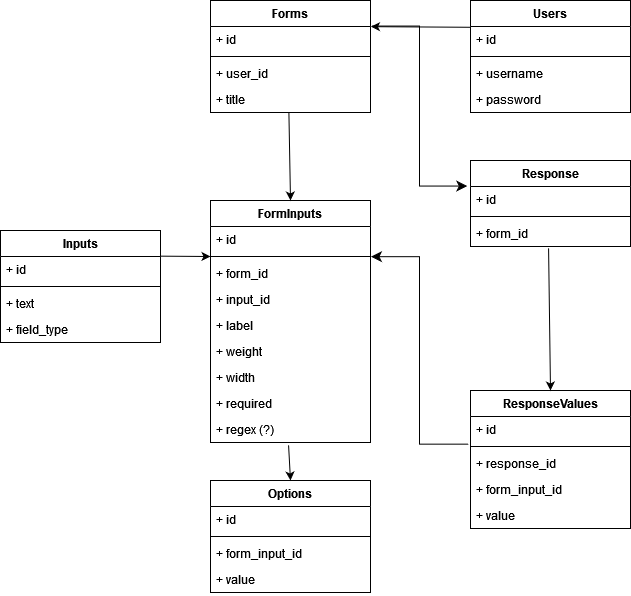 Forms
+ id
+ user_id
+ title
Users
+ id
+ username
+ password
Response
+ id
+ form_id
FormInputs
+ id
+ form_id
+ input_id
+ label
+ weight
+ width
+ required
+ regex (?)
Inputs
+ id
+ text
+ field_type
ResponseValues
+ id
+ response_id
+ form_input_id
+ value
Options
+ id
+ form_input_id
+ value